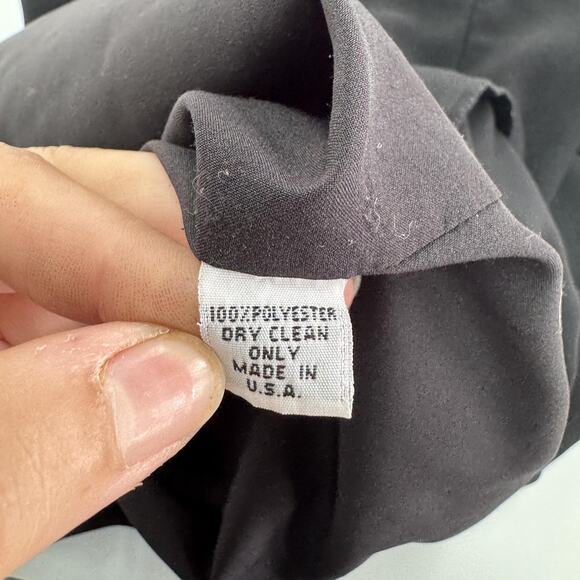 100% POLYESTER
DRY CLEAN
ONLY
MADE IN
U.S.A.